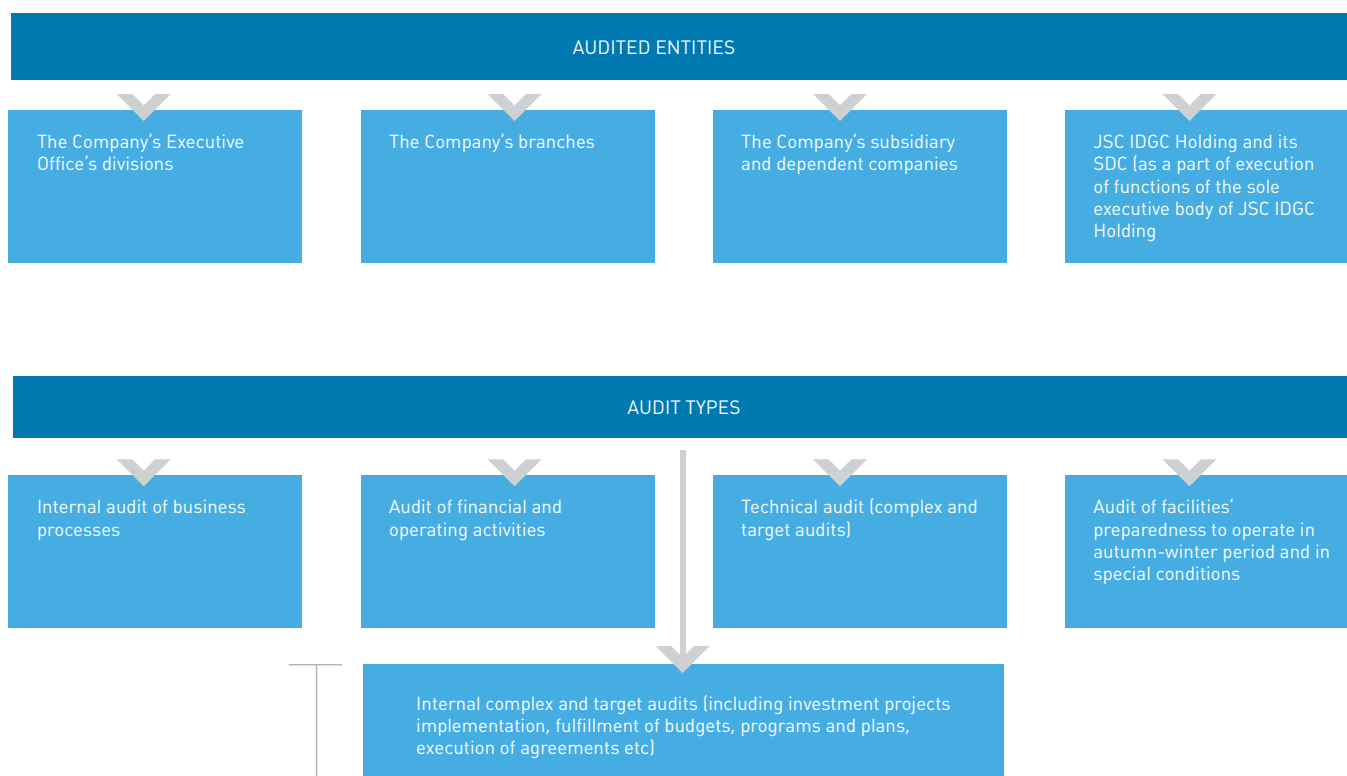 AUDITED ENTITIES
The Company's Executive
Office's divisions
The Company's branches
The Company's subsidiary
and dependent companies
JSC IDGC Holding and its
SDC (as a part of execution
of functions of the sole
executive body of JSC IDGC
Holding
AUDIT TYPES
Internal audit of business
processes
Audit of financial and
operating activities
Technical audit (complex and
target audits)
Audit of facilities'
preparedness to operate in
autumn-winter period and in
special conditions
Internal complex and target audits (including investment projects
implementation, fulfillment of budgets, programs and plans,
execution of agreements etc)